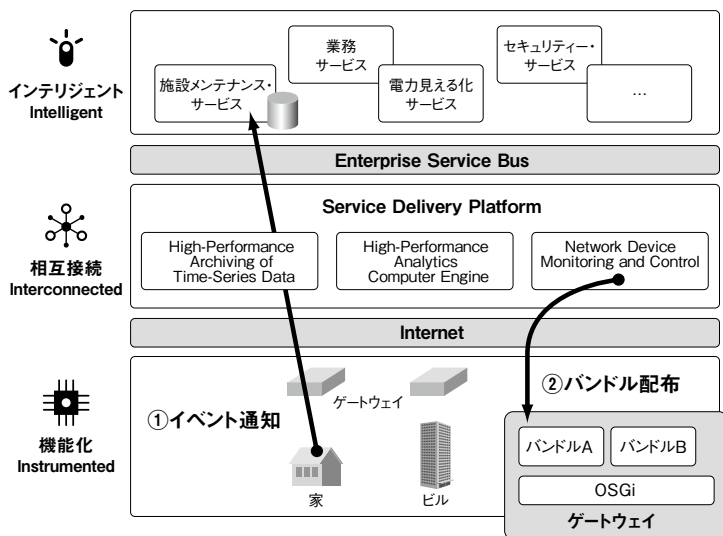 インテリジェント
Intelligent
施設メンテナンス・
サービス
業務
サービス
電力見える化
サービス
セキュリティー・
サービス
…
Enterprise Service Bus
相互接続
Interconnected
Service Delivery Platform
High-Performance
Archiving of
Time-Series Data
High-Performance
Analytics
Computer Engine
Network Device
Monitoring and Control
Internet
機能化
Instrumented
①イベント通知
ゲートウェイ
家
ビル
②バンドル配布
バンドルA
バンドルB
OSGi
ゲートウェイ